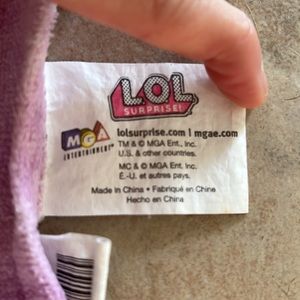 LOL
SURPRISE!
MGA
ENTERTAINMENT
lolsurprise.com | mgae.com
TM & © MGA Ent., Inc.
U.S. & other countries.
MC & © MGA Ent. Inc.
É.-U. et autres pays.
Made in China • Fabriqué en Chine
Hecho en China